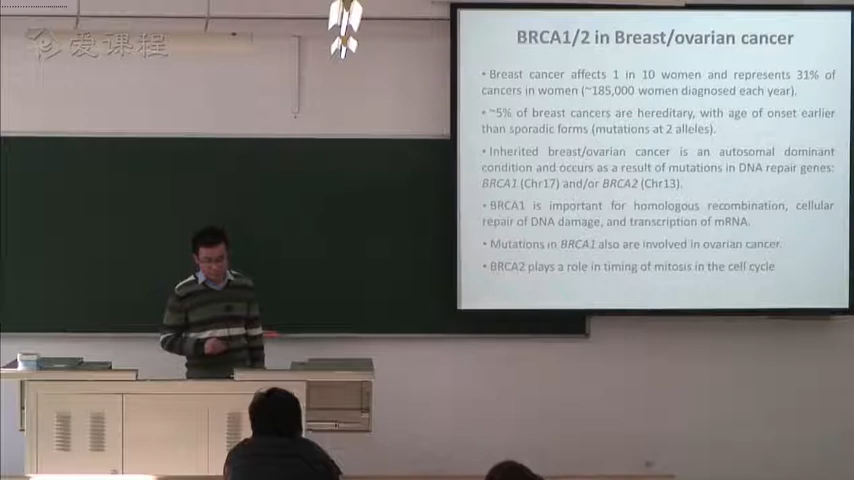 爱课程
BRCA1/2 in Breast/ovarian cancer
• Breast cancer affects 1 in 10 women and represents 31% of
cancers in women (~185,000 women diagnosed each year).
• ~5% of breast cancers are hereditary, with age of onset earlier
than sporadic forms (mutations at 2 alleles).
• Inherited breast/ovarian cancer is an autosomal dominant
condition and occurs as a result of mutations in DNA repair genes:
BRCA1 (Chr17) and/or BRCA2 (Chr13).
• BRCA1 is important for homologous recombination, cellular
repair of DNA damage, and transcription of mRNA.
• Mutations in BRCA1 also are involved in ovarian cancer.
• BRCA2 plays a role in timing of mitosis in the cell cycle